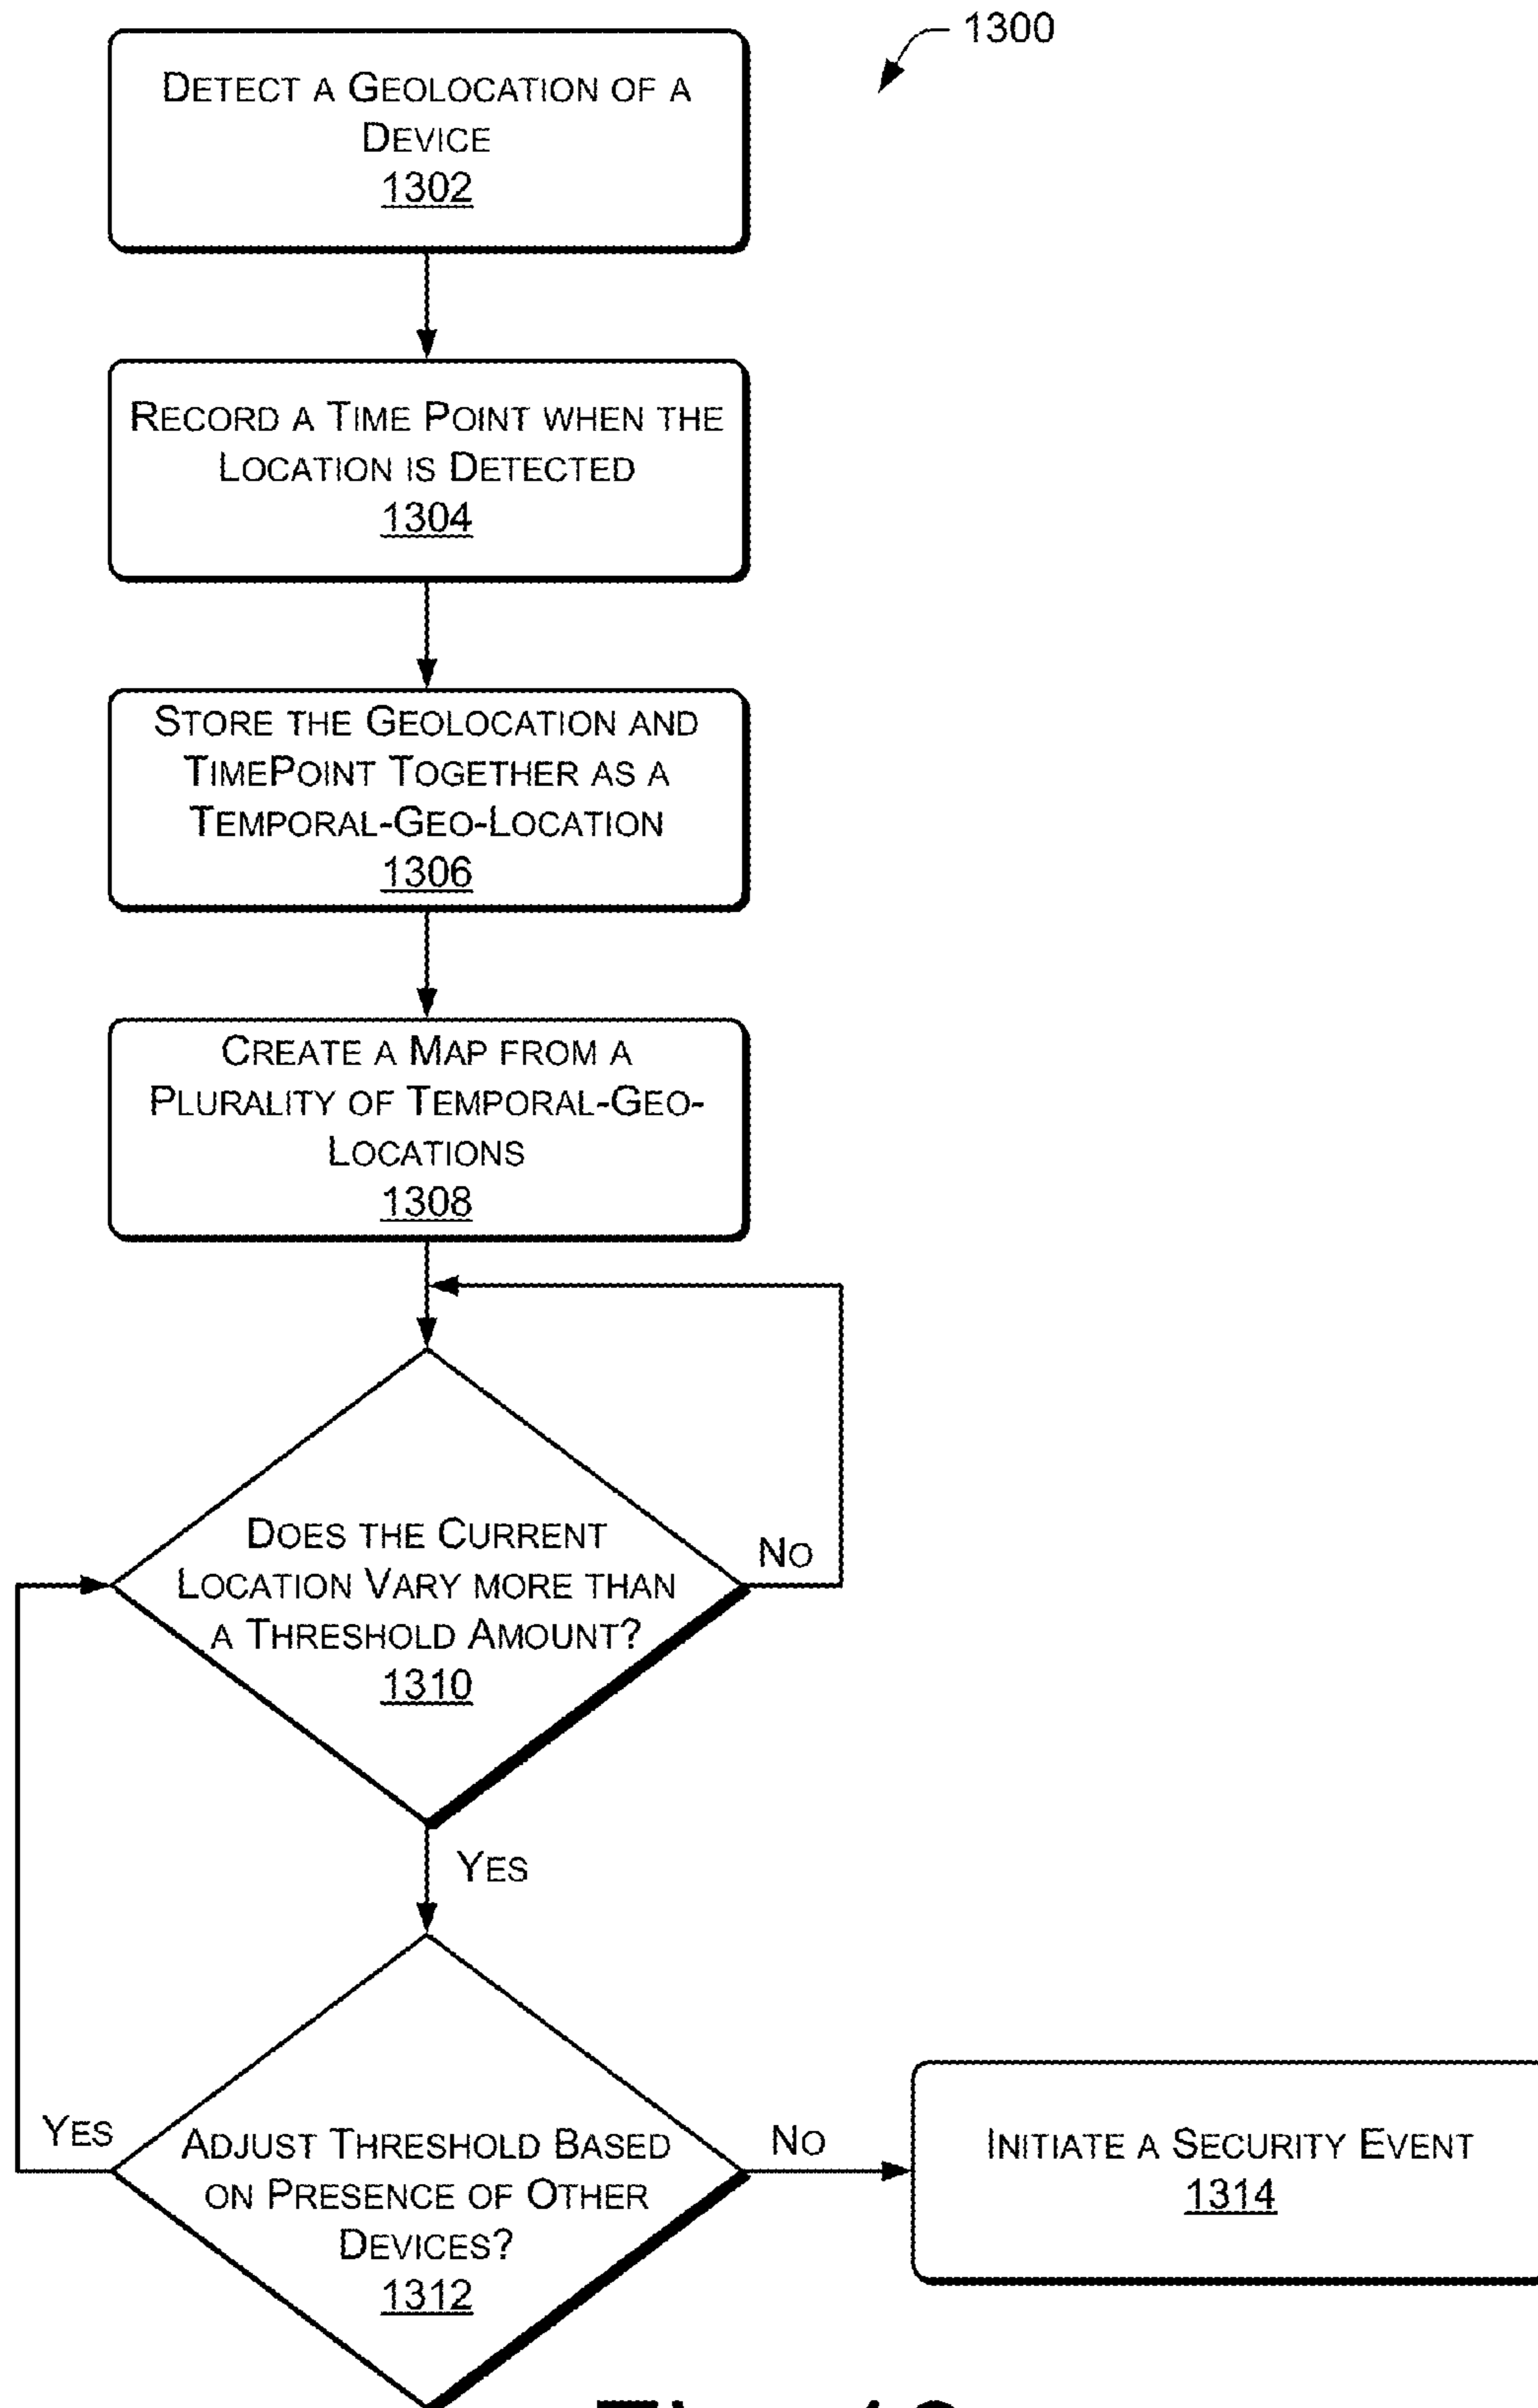 1300
DETECT A GEOLOCATION OF A
DEVICE
1302
RECORD A TIME POINT WHEN THE
LOCATION IS DETECTED
1304
STORE THE GEOLOCATION AND
TIMEPOINT TOGETHER AS A
TEMPORAL-GEO-LOCATION
1306
CREATE A MAP FROM A
PLURALITY OF TEMPORAL-GEO-
LOCATIONS
1308
DOES THE CURRENT
LOCATION VARY MORE THAN
A THRESHOLD AMOUNT?
1310
NO
YES
YES
ADJUST THRESHOLD BASED
ON PRESENCE OF OTHER
DEVICES?
1312
NO
INITIATE A SECURITY EVENT
1314